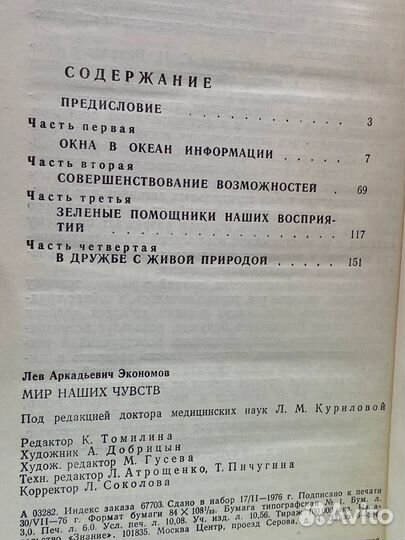 СОДЕРЖАНИЕ
ПРЕДИСЛОВИЕ . . . . . . . . 3
Часть первая
ОКНА В ОКЕАН ИНФОРМАЦИИ . . . . 7
Часть вторая
СОВЕРШЕНСТВОВАНИЕ ВОЗМОЖНОСТЕЙ . 69
Часть третья
ЗЕЛЕНЫЕ ПОМОЩНИКИ НАШИХ ВОСПРИЯ-
ТИЙ . . . . . . . . . . 117
Часть четвертая
В ДРУЖБЕ С ЖИВОЙ ПРИРОДОЙ . . . . 151
Лев Аркадьевич Экономов
МИР НАШИХ ЧУВСТВ
Под редакцией доктора медицинских наук Л. М. Куриловой
Редактор К. Томилина
Художник А. Добрицын
Худож. редактор М. Гусева
Техн. редактор Л. Атрощенко, Т. Пичугина
Корректор Л. Соколова
А 03282. Индекс заказа 67703. Сдано в набор 17/II—1976 г. Подписано к печати
30/VII—76 г. Формат бумаги 84 × 108¹/₃₂. Бумага типографская № 1. Бум. л.
3,0. Печ. л. 6,0. Усл. печ. л. 10,08. Уч. изд. л. 10,56. Тираж
ство «Знание». 101835. Москва Центр, проезд Серова,
Avito